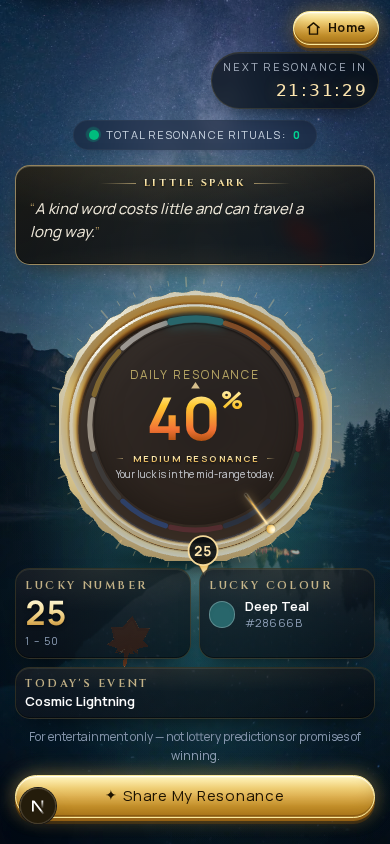 Home
NEXT RESONANCE IN
21:31:29
TOTAL RESONANCE RITUALS: 0
LITTLE SPARK
"A kind word costs little and can travel a
long way."
DAILY RESONANCE
40%
MEDIUM RESONANCE
Your luck is in the mid-range today.
25
LUCKY NUMBER
25
1 – 50
LUCKY COLOUR
Deep Teal
#28666B
TODAY'S EVENT
Cosmic Lightning
For entertainment only — not lottery predictions or promises of
winning.
Share My Resonance
N